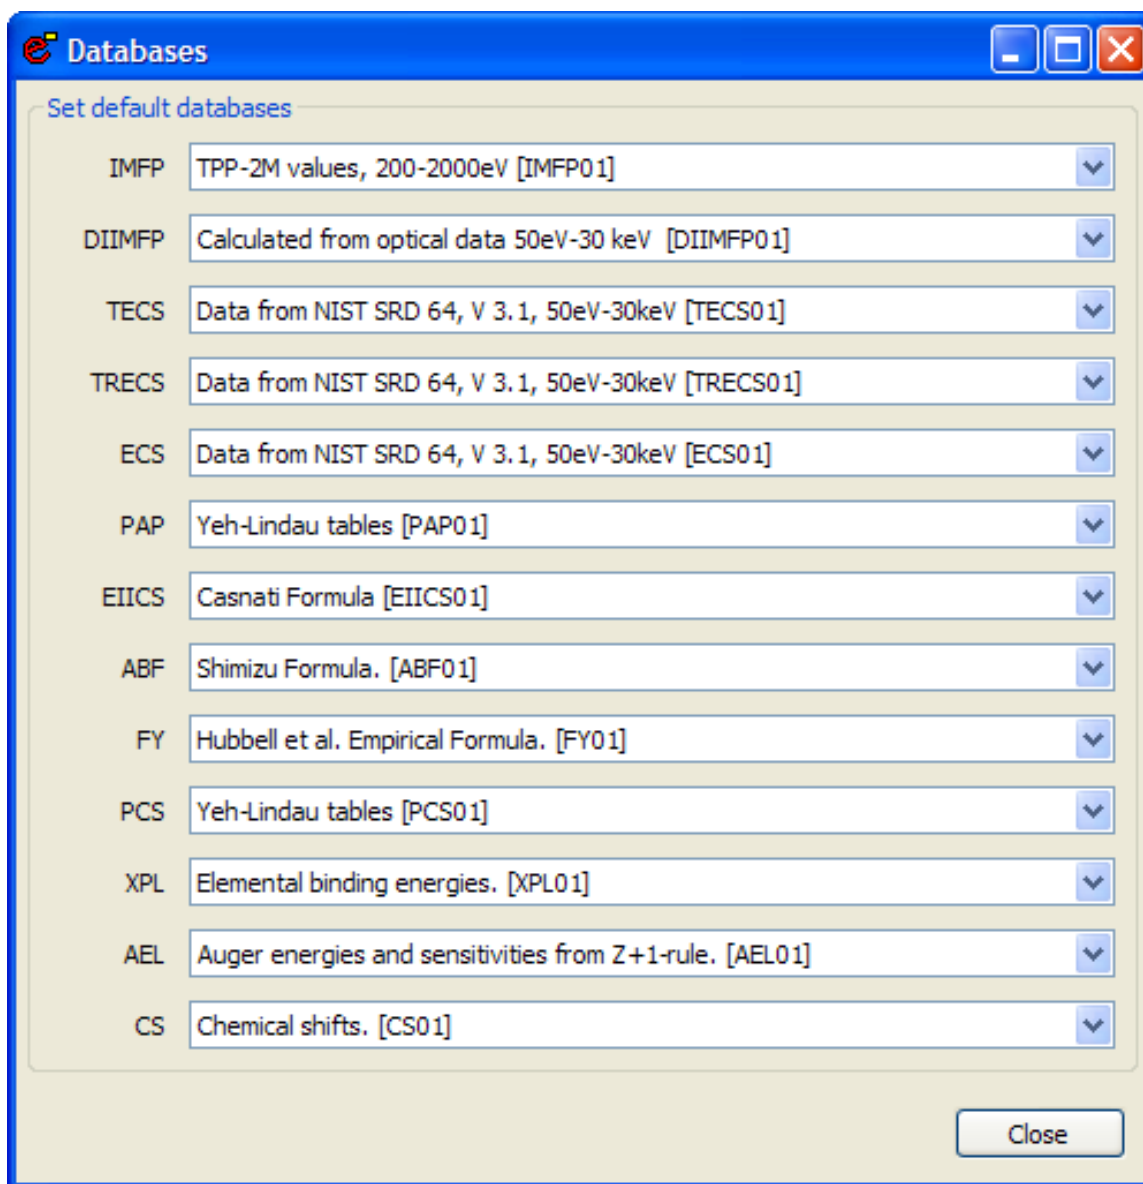 Databases
Set default databases
IMFP TPP-2M values, 200-2000eV [IMFP01]
DIIMFP Calculated from optical data 50eV-30 keV  [DIIMFP01]
TECS Data from NIST SRD 64, V 3.1, 50eV-30keV [TECS01]
TRECS Data from NIST SRD 64, V 3.1, 50eV-30keV [TRECS01]
ECS Data from NIST SRD 64, V 3.1, 50eV-30keV [ECS01]
PAP Yeh-Lindau tables [PAP01]
EIICS Casnati Formula [EIICS01]
ABF Shimizu Formula. [ABF01]
FY Hubbell et al. Empirical Formula. [FY01]
PCS Yeh-Lindau tables [PCS01]
XPL Elemental binding energies. [XPL01]
AEL Auger energies and sensitivities from Z+1-rule. [AEL01]
CS Chemical shifts. [CS01]
Close